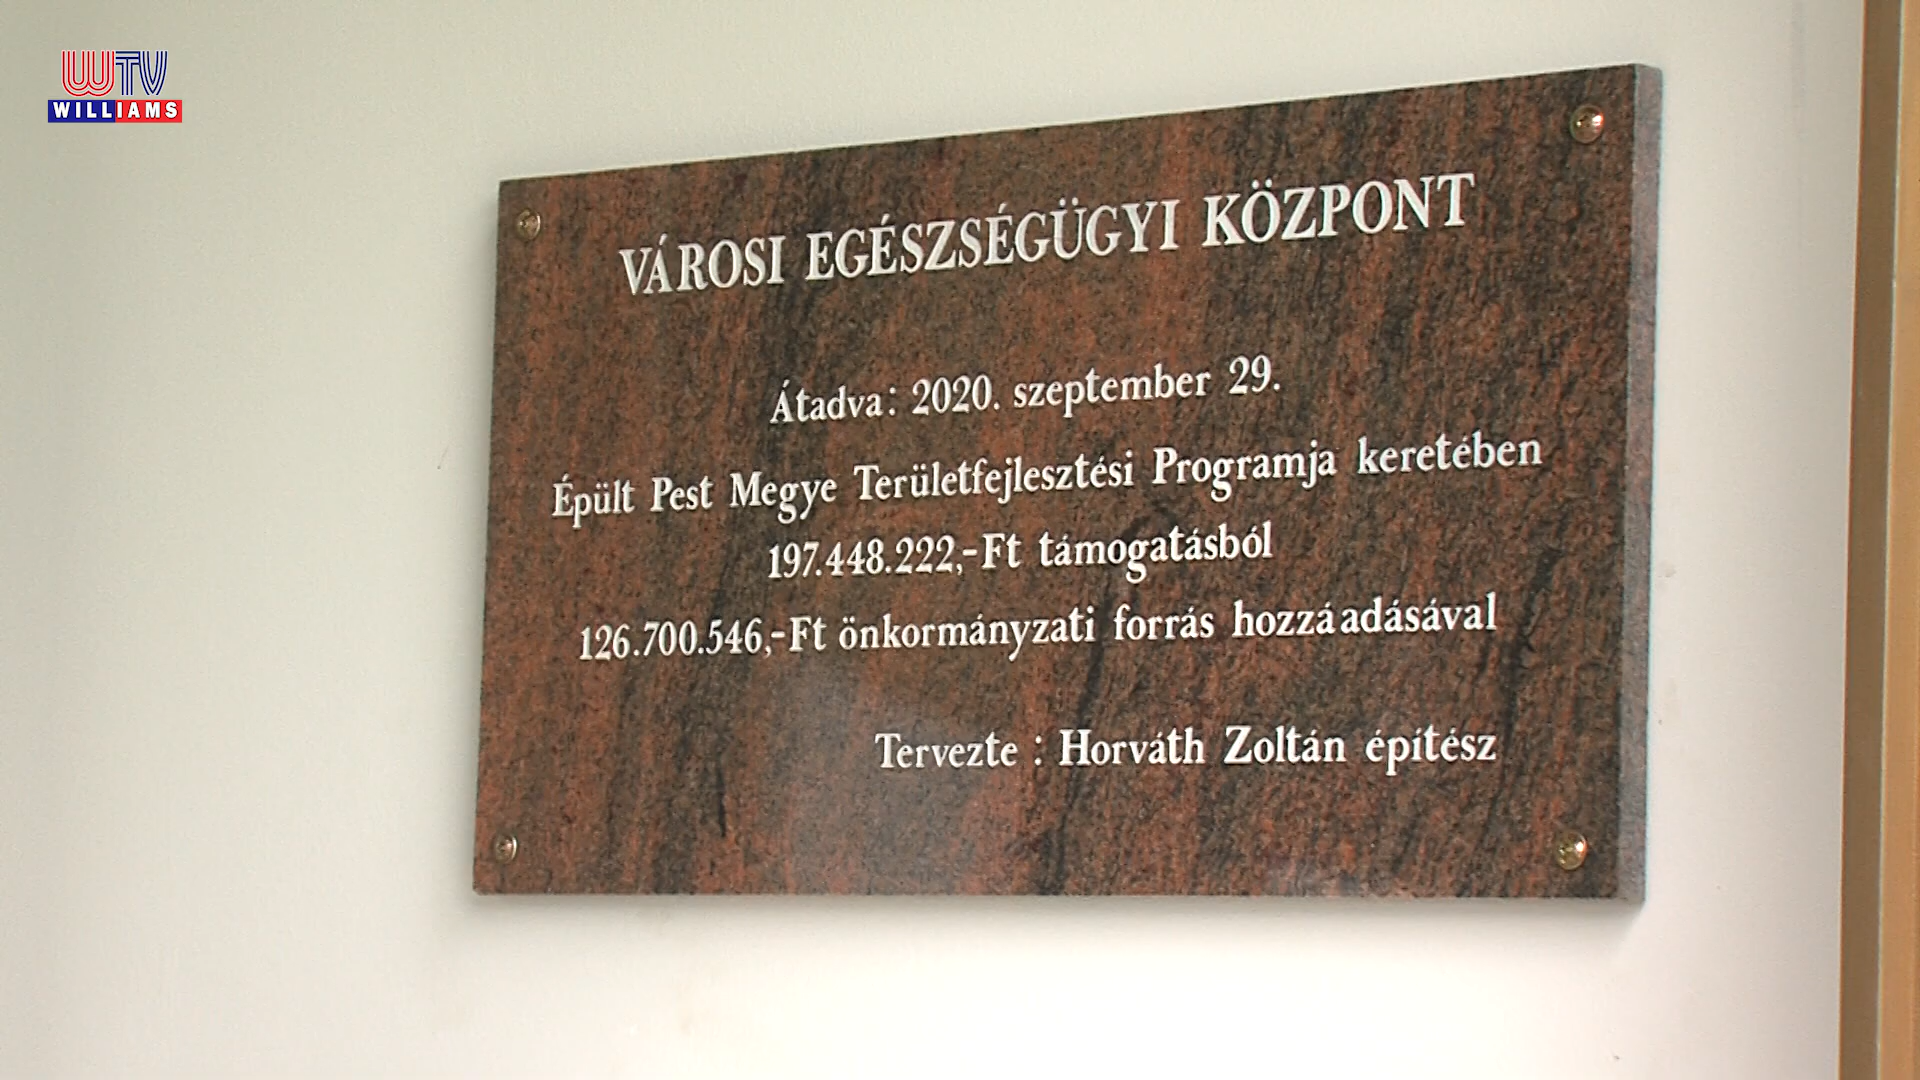 WTV
WILLIAMS
VÁROSI EGÉSZSÉGÜGYI KÖZPONT
Átadva: 2020. szeptember 29.
Épült Pest Megye Területfejlesztési Programja keretében
197.448.222,-Ft támogatásból
126.700.546,-Ft önkormányzati forrás hozzáadásával
Tervezte : Horváth Zoltán építész